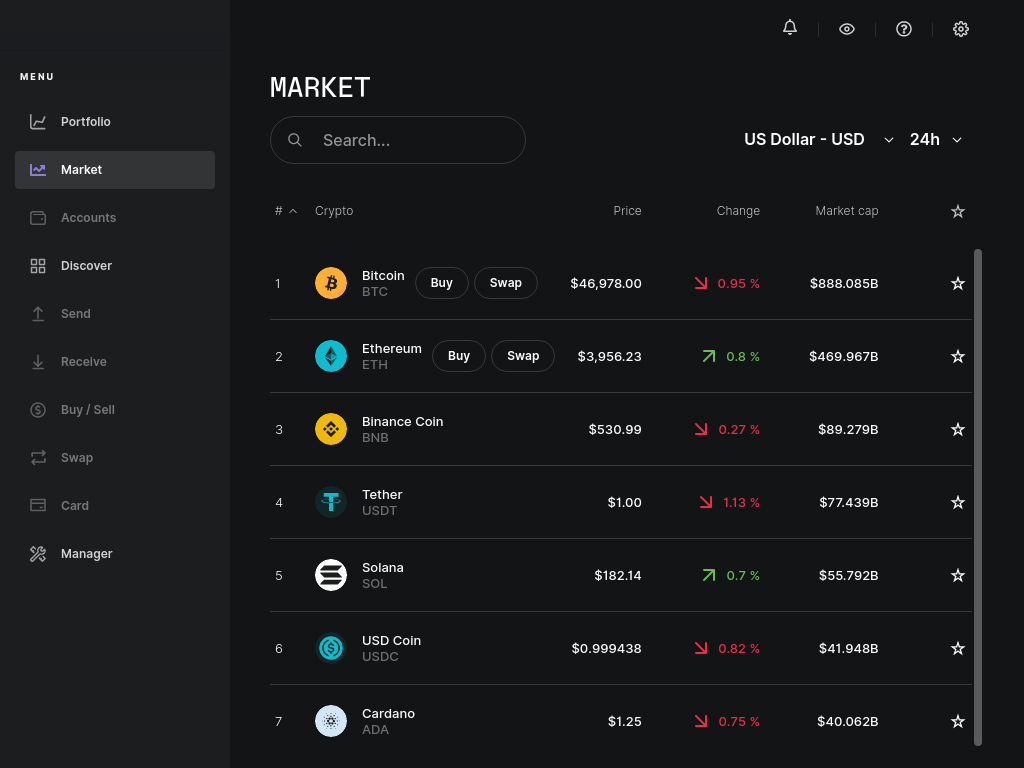 MENU
Portfolio
Market
Accounts
Discover
Send
Receive
Buy / Sell
Swap
Card
Manager
MARKET
Search...
US Dollar - USD
24h
# Crypto Price Change Market cap
1 Bitcoin BTC Buy Swap $46,978.00 0.95 % $888.085B
2 Ethereum ETH Buy Swap $3,956.23 0.8 % $469.967B
3 Binance Coin BNB $530.99 0.27 % $89.279B
4 Tether USDT $1.00 1.13 % $77.439B
5 Solana SOL $182.14 0.7 % $55.792B
6 USD Coin USDC $0.999438 0.82 % $41.948B
7 Cardano ADA $1.25 0.75 % $40.062B